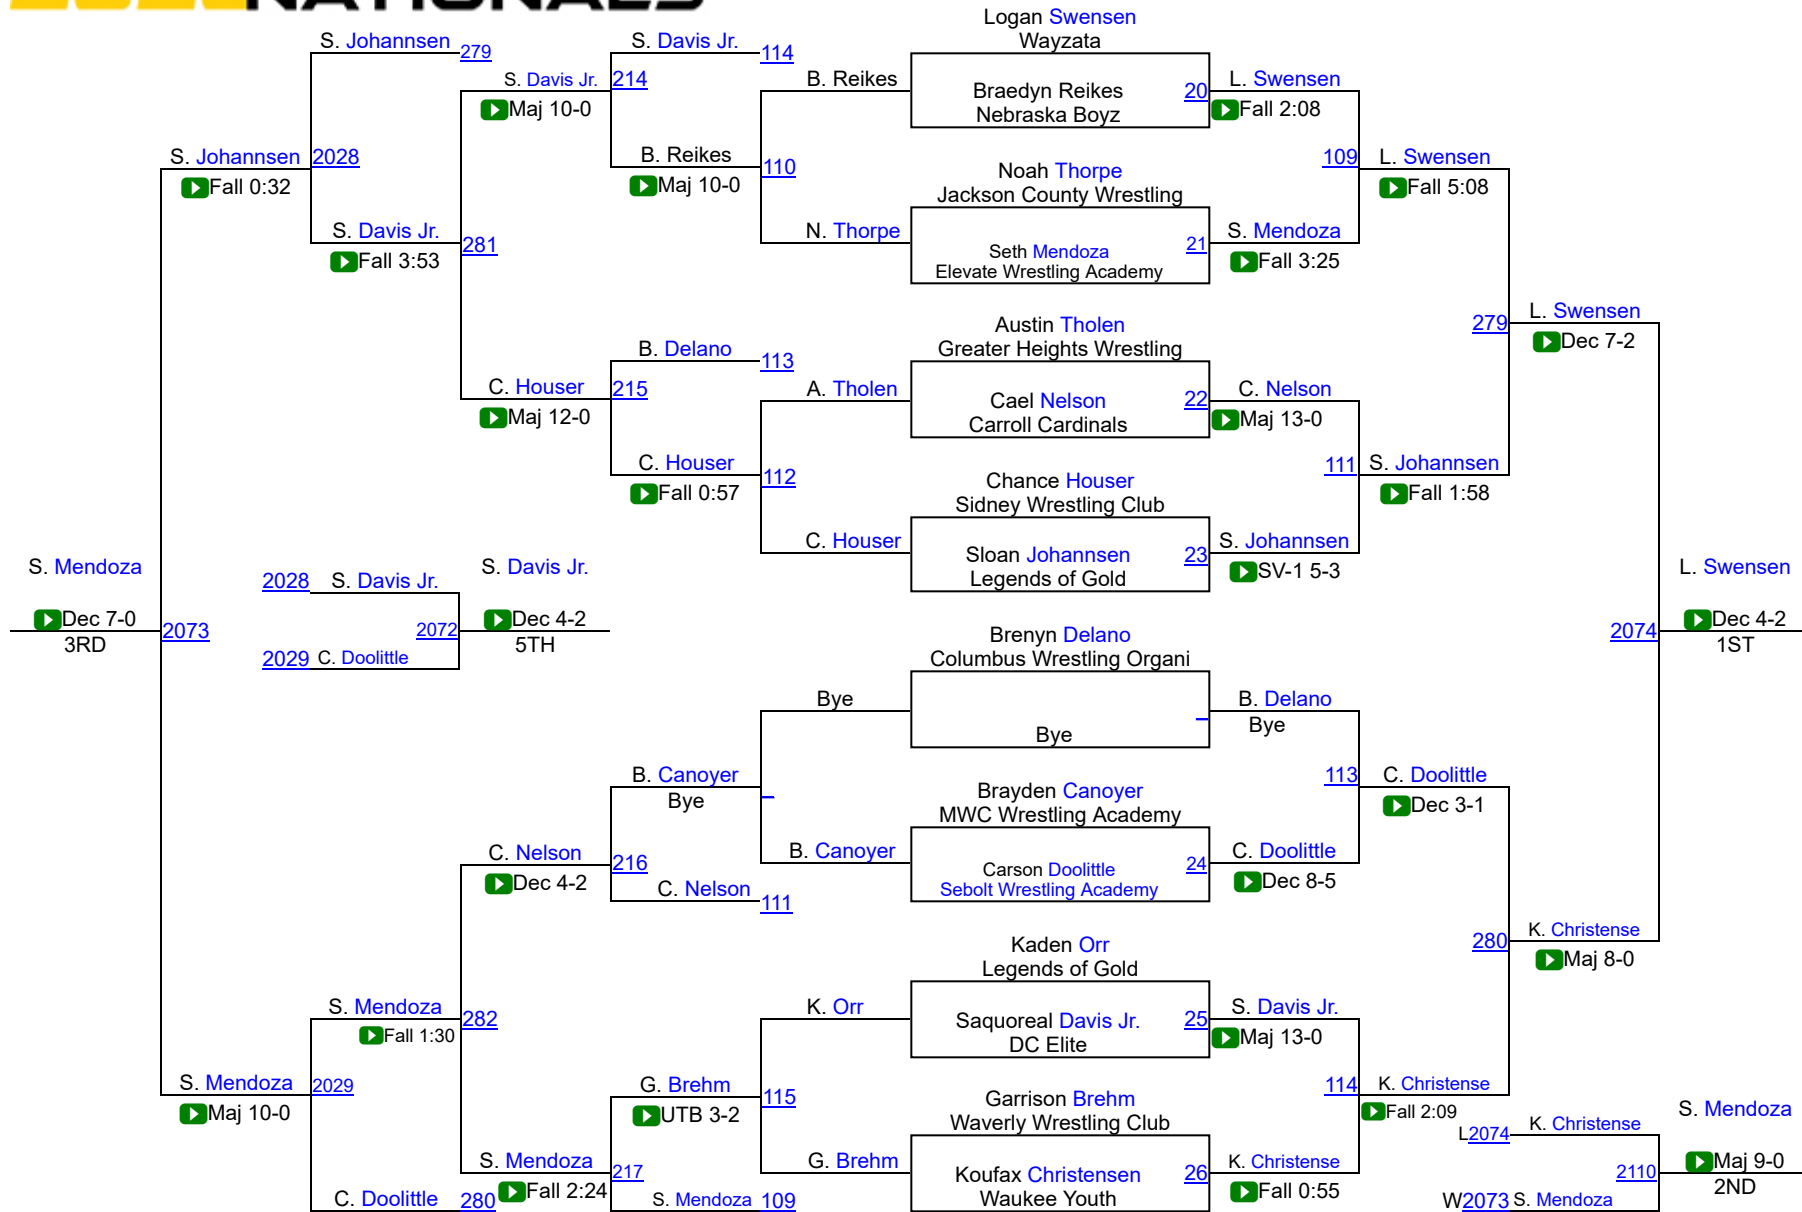 2020 NATIONALS
Logan Swensen
Wayzata
Braedyn Reikes
Nebraska Boyz
20
Noah Thorpe
Jackson County Wrestling
Seth Mendoza
Elevate Wrestling Academy
21
Austin Tholen
Greater Heights Wrestling
Cael Nelson
Carroll Cardinals
22
Chance Houser
Sidney Wrestling Club
Sloan Johannsen
Legends of Gold
23
Brenyn Delano
Columbus Wrestling Organi
Bye
Brayden Canoyer
MWC Wrestling Academy
Carson Doolittle
Sebolt Wrestling Academy
24
Kaden Orr
Legends of Gold
Saquoreal Davis Jr.
DC Elite
25
Garrison Brehm
Waverly Wrestling Club
Koufax Christensen
Waukee Youth
26
L. Swensen
Fall 2:08
109
S. Mendoza
Fall 3:25
C. Nelson
Maj 13-0
111
S. Johannsen
SV-1 5-3
B. Delano
Bye
113
C. Doolittle
Dec 8-5
S. Davis Jr.
Maj 13-0
114
K. Christense
Fall 0:55
L. Swensen
Fall 5:08
279
S. Johannsen
Fall 1:58
C. Doolittle
Dec 3-1
280
K. Christense
Fall 2:09
L. Swensen
Dec 7-2
2074
K. Christense
Maj 8-0
L. Swensen
Dec 4-2
1ST
L2074 K. Christense
2110
W2073 S. Mendoza
S. Mendoza
Maj 9-0
2ND
B. Reikes
110
N. Thorpe
A. Tholen
112
C. Houser
Bye
B. Canoyer
K. Orr
115
G. Brehm
S. Davis Jr. 114
214
B. Reikes
Maj 10-0
B. Delano 113
215
C. Houser
Fall 0:57
B. Canoyer
Bye
216
C. Nelson 111
G. Brehm
UTB 3-2
217
S. Mendoza 109
S. Davis Jr.
Maj 10-0
281
C. Houser
Maj 12-0
C. Nelson
Dec 4-2
282
S. Mendoza
Fall 2:24
S. Johannsen 279
2028
S. Davis Jr.
Fall 3:53
S. Mendoza
Fall 1:30
2029
C. Doolittle 280
S. Johannsen
Fall 0:32
2073
S. Mendoza
Maj 10-0
S. Mendoza
Dec 7-0
3RD
2028 S. Davis Jr.
2072
2029 C. Doolittle
S. Davis Jr.
Dec 4-2
5TH